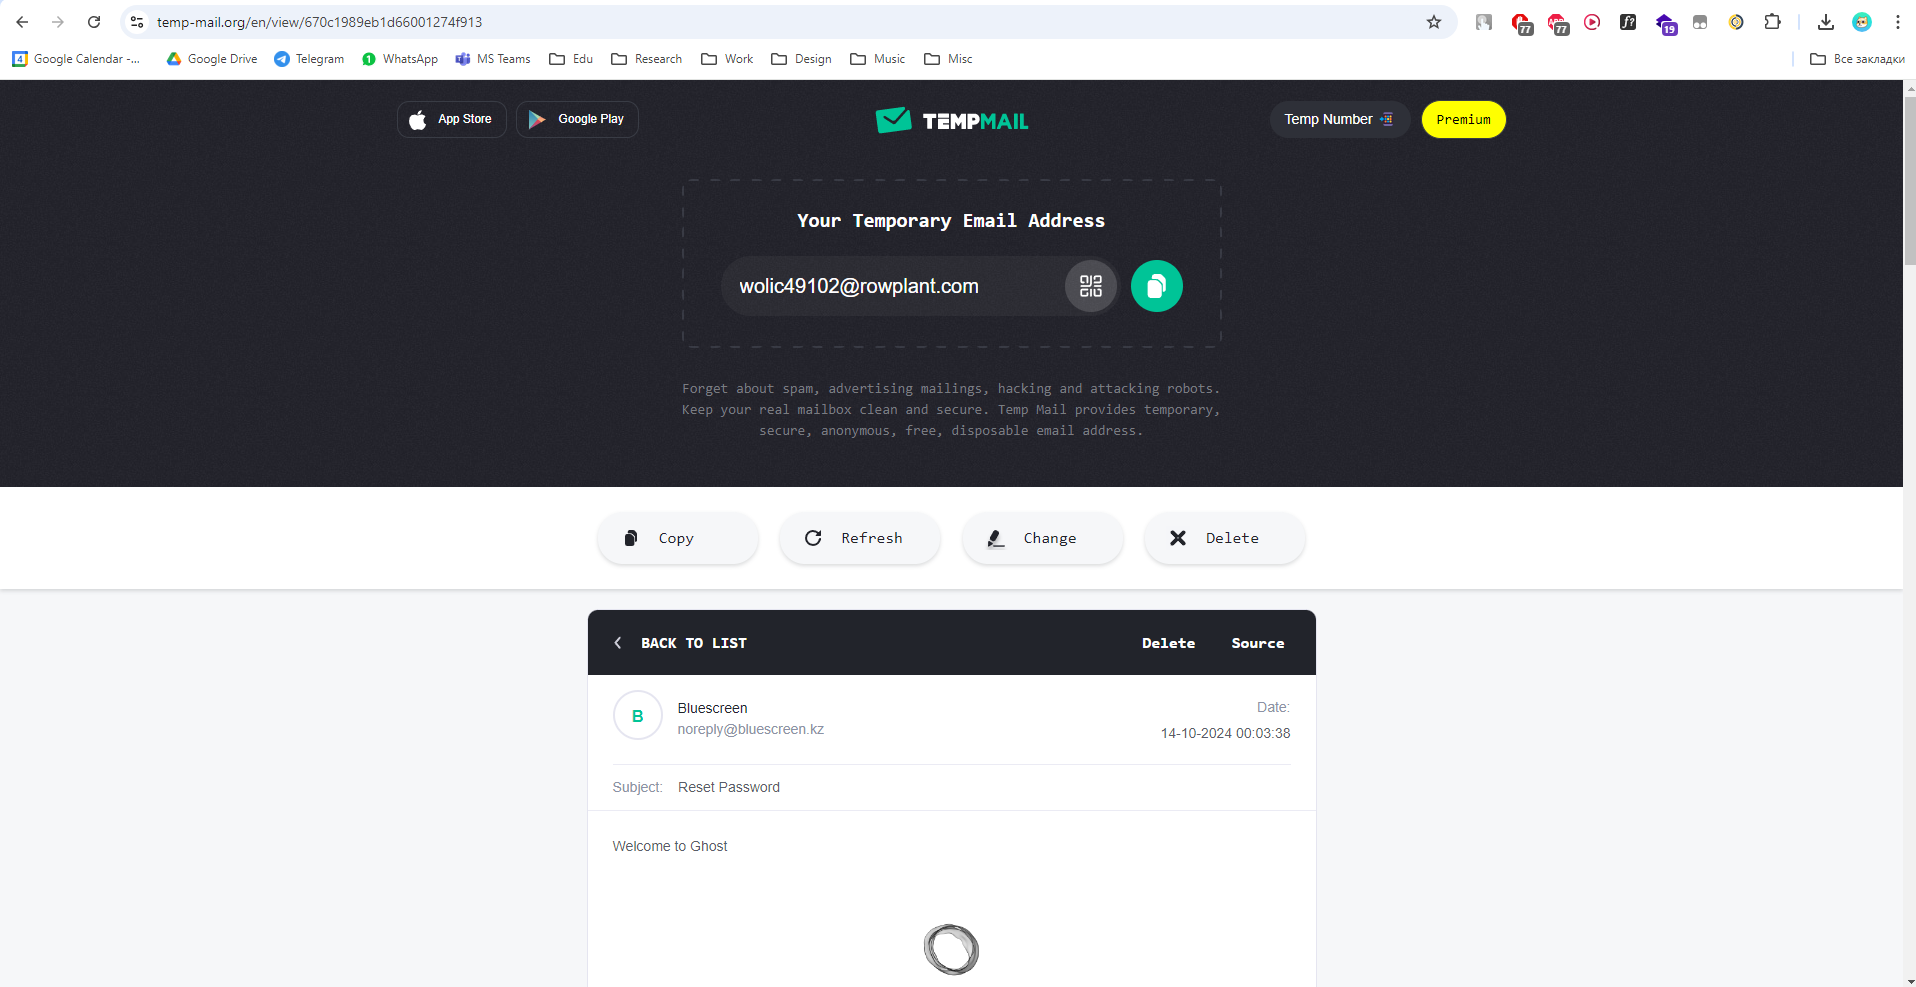 temp-mail.org/en/view/670c1989eb1d66001274f913
77
77
19
Google Calendar -...
Google Drive
Telegram
WhatsApp
MS Teams
Edu
Research
Work
Design
Music
Misc
Все закладки
App Store
Google Play
TEMPMAIL
Temp Number
Premium
Your Temporary Email Address
wolic49102@rowplant.com
Forget about spam, advertising mailings, hacking and attacking robots.
Keep your real mailbox clean and secure. Temp Mail provides temporary,
secure, anonymous, free, disposable email address.
Copy
Refresh
Change
Delete
BACK TO LIST
Delete
Source
B
Bluescreen
noreply@bluescreen.kz
Date:
14-10-2024 00:03:38
Subject:
Reset Password
Welcome to Ghost